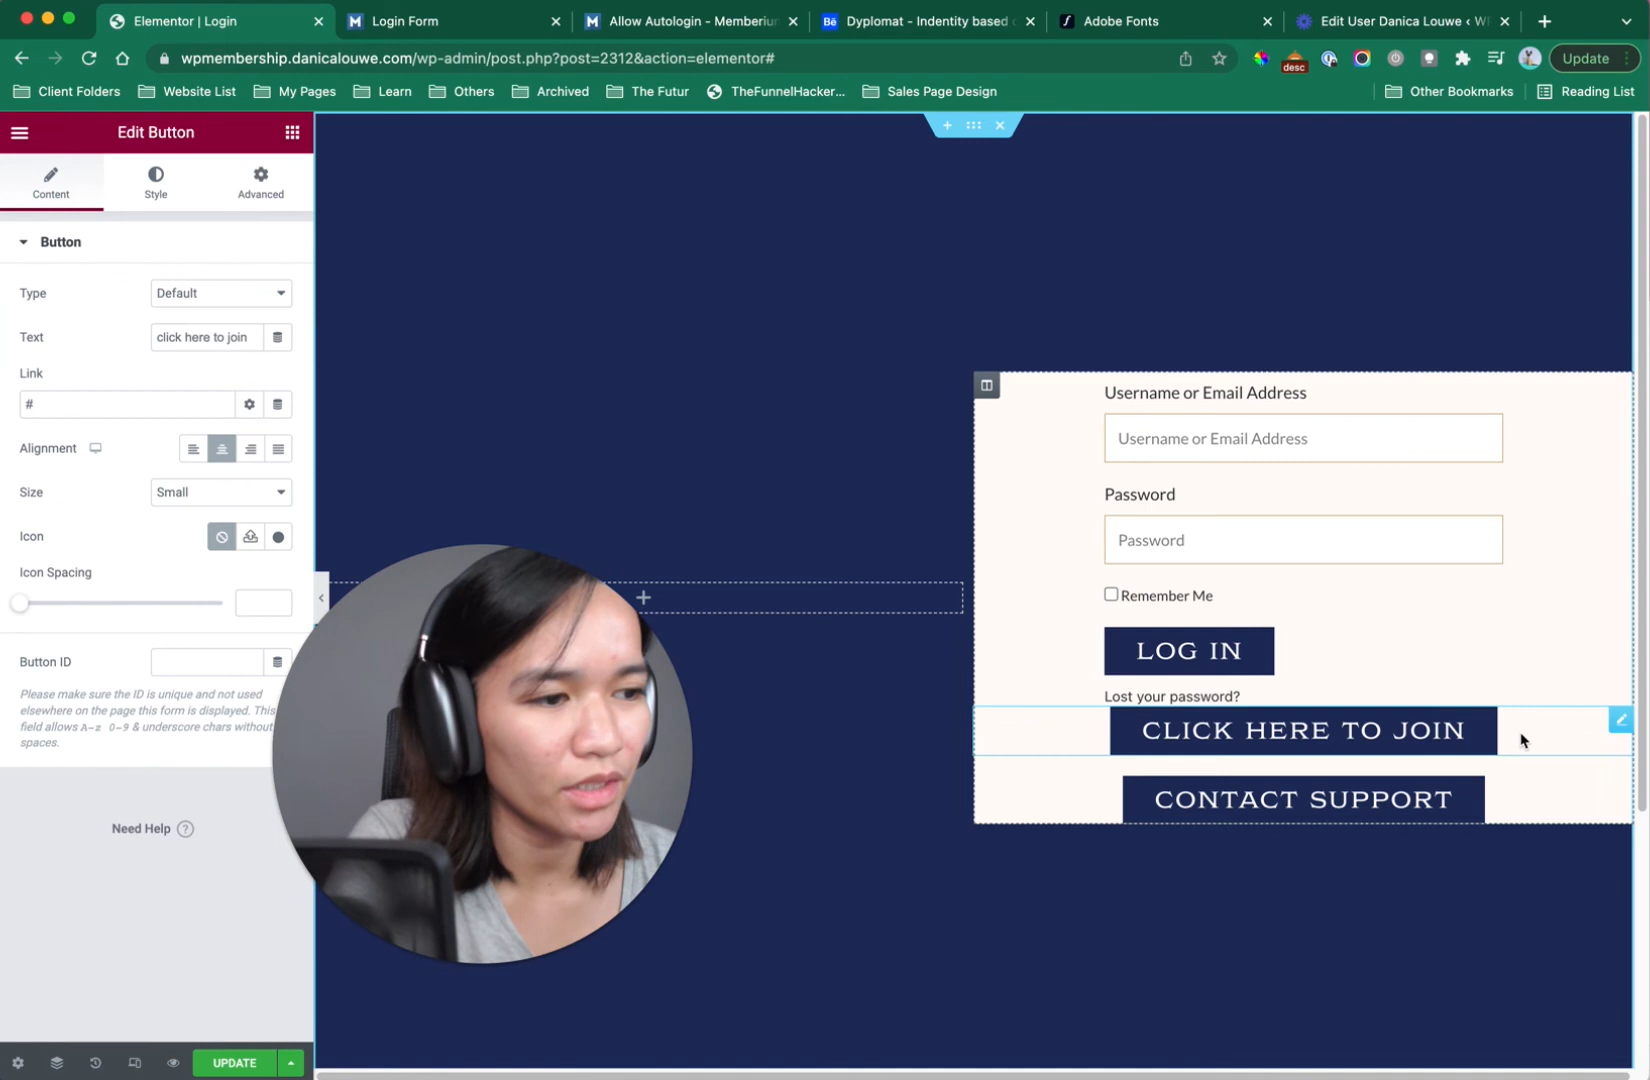 Elementor | Login
Login Form
Allow Autologin - Memberium
Dyplomat - Indentity based
Adobe Fonts
Edit User Danica Louwe ‹ W
wpmembership.danicalouwe.com/wp-admin/post.php?post=2312&action=elementor#
desc
Update
Client Folders
Website List
My Pages
Learn
Others
Archived
The Futur
TheFunnelHacker...
Sales Page Design
Other Bookmarks
Reading List
Edit Button
Content
Style
Advanced
Button
Type
Default
Text
click here to join
Link
#
Alignment
Size
Small
Icon
Icon Spacing
Button ID
Please make sure the ID is unique and not used
elsewhere on the page this form is displayed. This
field allows A-z 0-9 & underscore chars without
spaces.
Need Help
UPDATE
Username or Email Address
Username or Email Address
Password
Password
Remember Me
LOG IN
Lost your password?
CLICK HERE TO JOIN
CONTACT SUPPORT